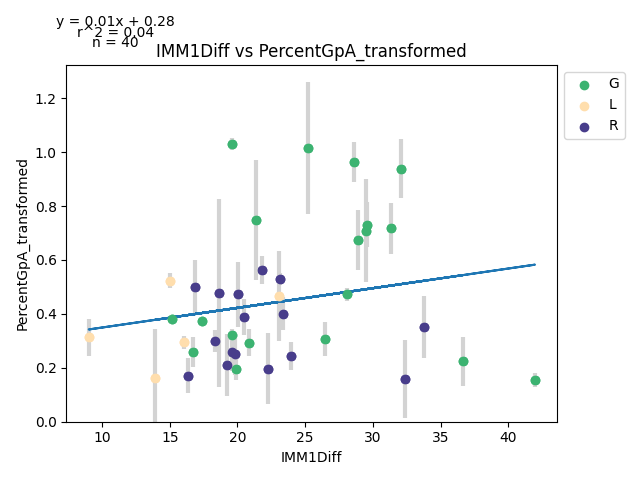 y = 0.01x + 0.28
r^2 = 0.04
n = 40
IMM1Diff vs PercentGpA_transformed
G
L
R
PercentGpA_transformed
1.2
1.0
0.8
0.6
0.4
0.2
0.0
10 15 20 25 30 35 40
IMM1Diff